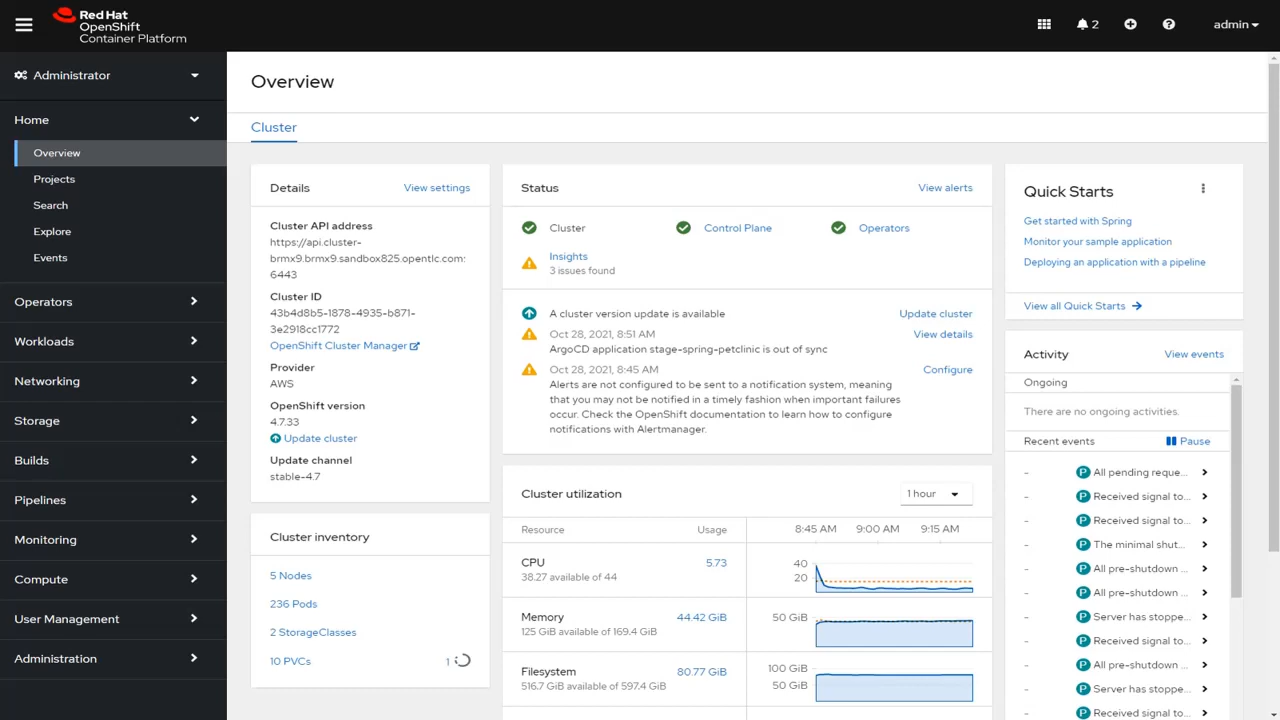 Red Hat
OpenShift
Container Platform
2
admin
Administrator
Home
Overview
Projects
Search
Explore
Events
Operators
Workloads
Networking
Storage
Builds
Pipelines
Monitoring
Compute
User Management
Administration
Overview
Cluster
Details
View settings
Cluster API address
https://api.cluster-
brmx9.brmx9.sandbox825.opentlc.com:
6443
Cluster ID
43b4d8b5-1878-4935-b871-
3e2918cc1772
OpenShift Cluster Manager
Provider
AWS
OpenShift version
4.7.33
Update cluster
Update channel
stable-4.7
Cluster inventory
5 Nodes
236 Pods
2 StorageClasses
10 PVCs
1
Status
View alerts
Cluster
Control Plane
Operators
Insights
3 issues found
A cluster version update is available
Update cluster
Oct 28, 2021, 8:51 AM
View details
ArgoCD application stage-spring-petclinic is out of sync
Oct 28, 2021, 8:45 AM
Configure
Alerts are not configured to be sent to a notification system, meaning
that you may not be notified in a timely fashion when important failures
occur. Check the OpenShift documentation to learn how to configure
notifications with Alertmanager.
Cluster utilization
1 hour
Resource
Usage
8:45 AM
9:00 AM
9:15 AM
CPU
5.73
38.27 available of 44
40
20
Memory
44.42 GiB
125 GiB available of 169.4 GiB
50 GiB
Filesystem
80.77 GiB
516.7 GiB available of 597.4 GiB
100 GiB
50 GiB
Quick Starts
Get started with Spring
Monitor your sample application
Deploying an application with a pipeline
View all Quick Starts
Activity
View events
Ongoing
There are no ongoing activities.
Recent events
Pause
- P All pending reque...
- P Received signal to...
- P Received signal to...
- P The minimal shut...
- P All pre-shutdown ...
- P All pre-shutdown ...
- P Server has stoppe...
- P Received signal to...
- P All pre-shutdown ...
- P Server has stoppe...
- P Received signal to...